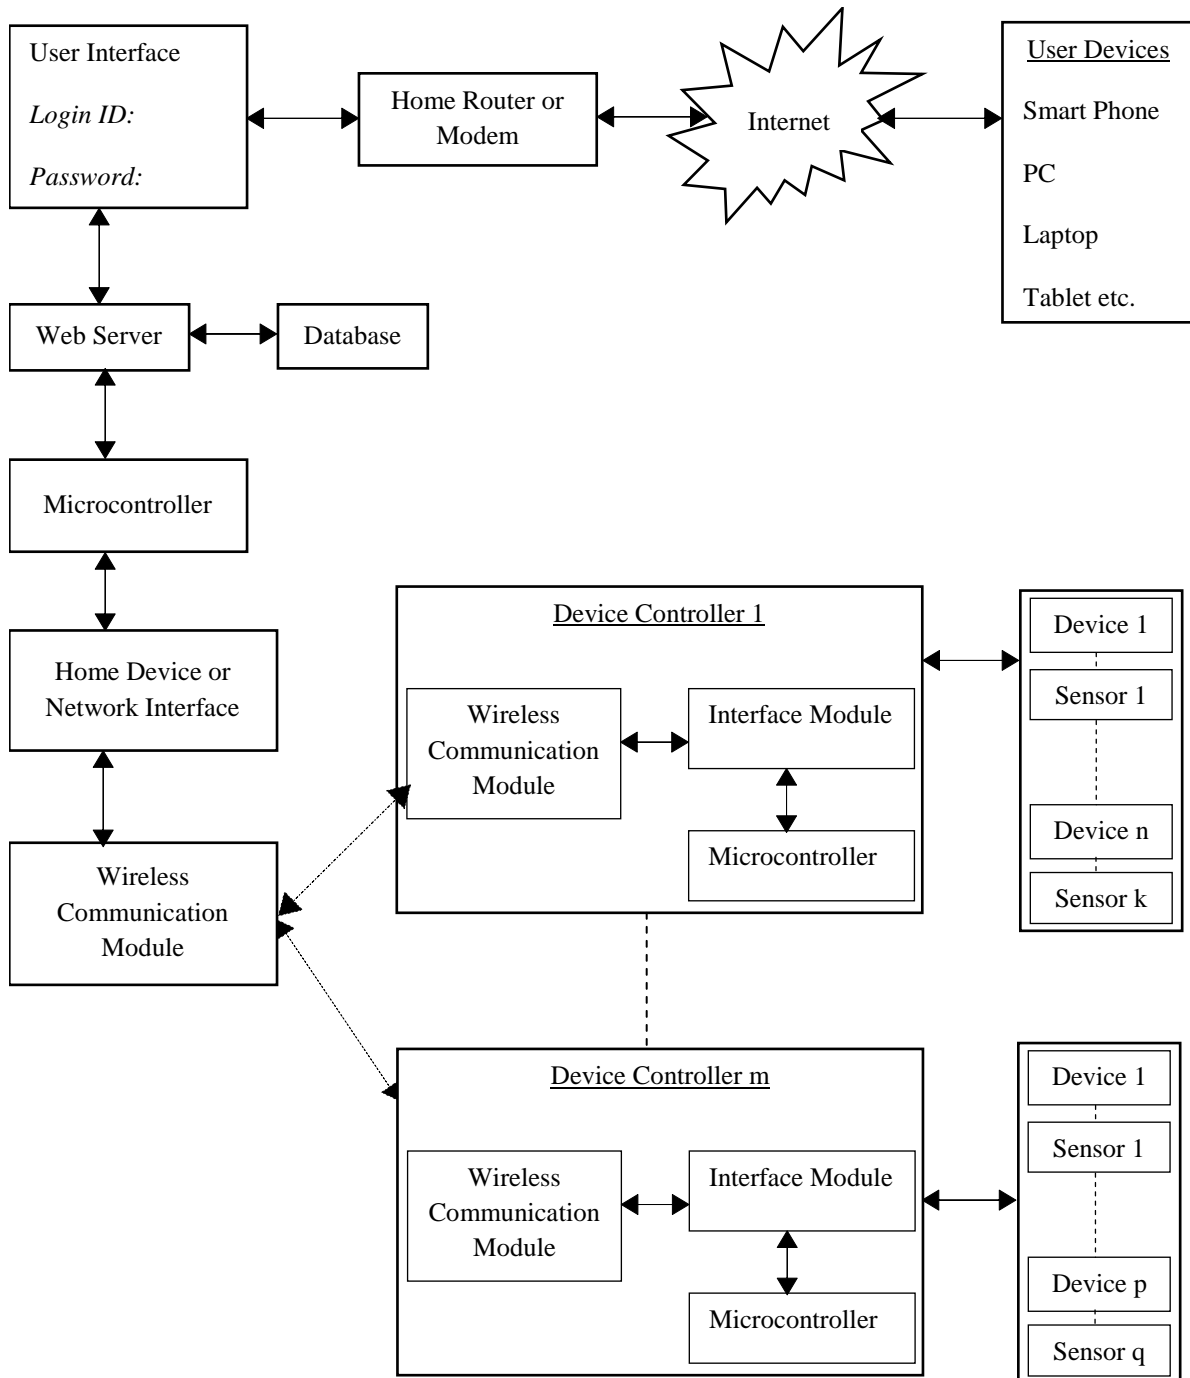 User Interface
Login ID:
Password:
Home Router or
Modem
Internet
User Devices
Smart Phone
PC
Laptop
Tablet etc.
Web Server
Database
Microcontroller
Home Device or
Network Interface
Wireless
Communication
Module
Device Controller 1
Wireless
Communication
Module
Interface Module
Microcontroller
Device 1
Sensor 1
Device n
Sensor k
Device Controller m
Wireless
Communication
Module
Interface Module
Microcontroller
Device 1
Sensor 1
Device p
Sensor q